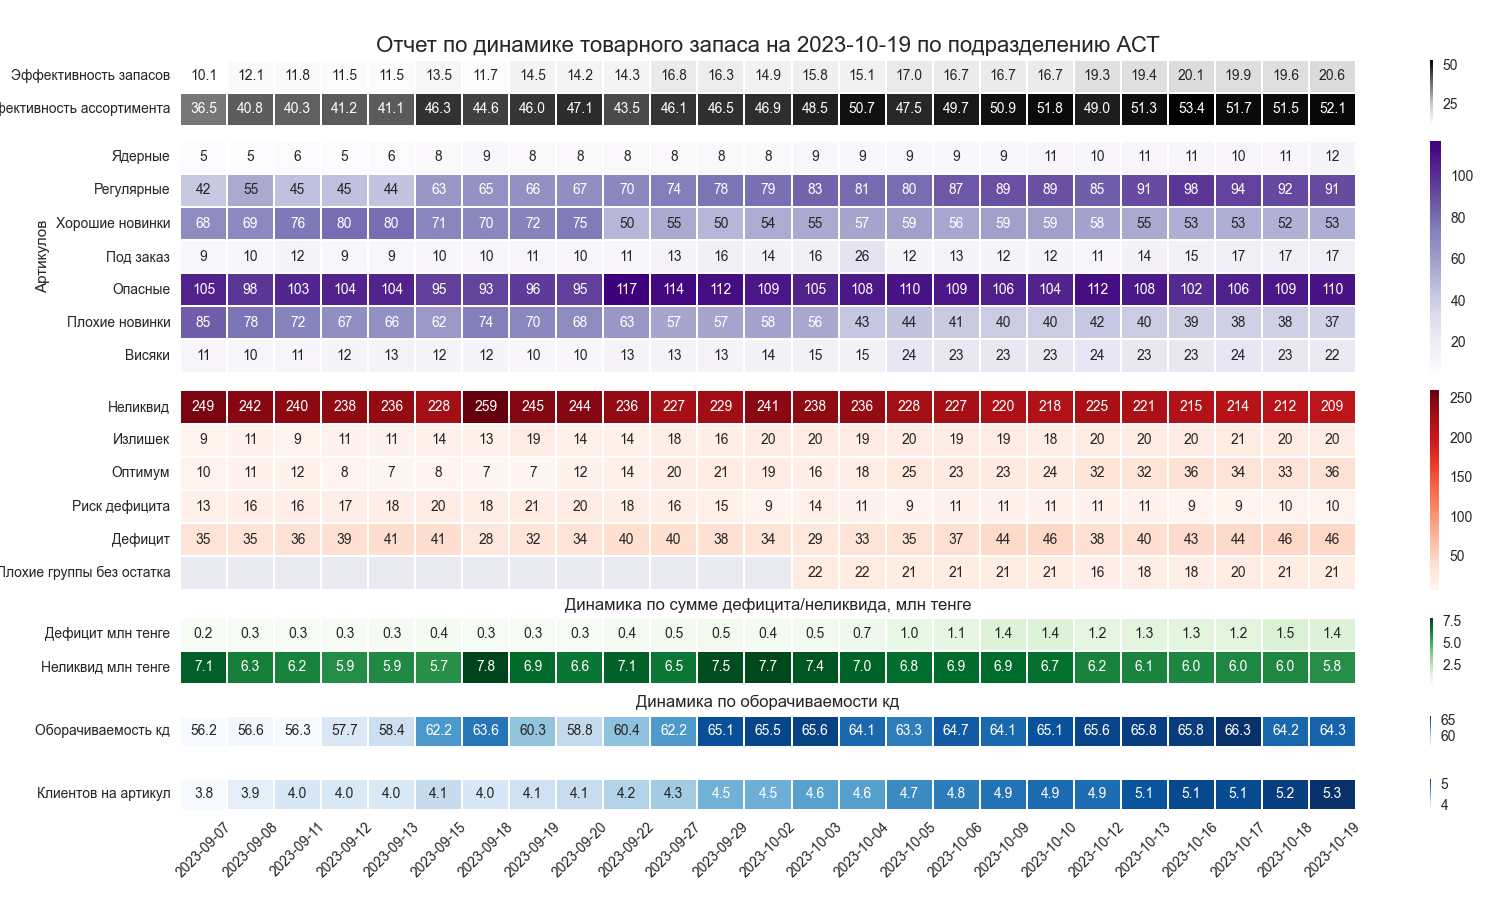 Отчет по динамике товарного запаса на 2023-10-19 по подразделению АСТ
Эффективность запасов 10.1 12.1 11.8 11.5 11.5 13.5 11.7 14.5 14.2 14.3 16.8 16.3 14.9 15.8 15.1 17.0 16.7 16.7 16.7 19.3 19.4 20.1 19.9 19.6 20.6
фективность ассортимента 36.5 40.8 40.3 41.2 41.1 46.3 44.6 46.0 47.1 43.5 46.1 46.5 46.9 48.5 50.7 47.5 49.7 50.9 51.8 49.0 51.3 53.4 51.7 51.5 52.1
50
25
Артикулов
Ядерные 5 5 6 5 6 8 9 8 8 8 8 8 8 9 9 9 9 9 11 10 11 11 10 11 12
Регулярные 42 55 45 45 44 63 65 66 67 70 74 78 79 83 81 80 87 89 89 85 91 98 94 92 91
Хорошие новинки 68 69 76 80 80 71 70 72 75 50 55 50 54 55 57 59 56 59 59 58 55 53 53 52 53
Под заказ 9 10 12 9 9 10 10 11 10 11 13 16 14 16 26 12 13 12 12 11 14 15 17 17 17
Опасные 105 98 103 104 104 95 93 96 95 117 114 112 109 105 108 110 109 106 104 112 108 102 106 109 110
Плохие новинки 85 78 72 67 66 62 74 70 68 63 57 57 58 56 43 44 41 40 40 42 40 39 38 38 37
Висяки 11 10 11 12 13 12 12 10 10 13 13 13 14 15 15 24 23 23 23 24 23 23 24 23 22
100
80
60
40
20
Неликвид 249 242 240 238 236 228 259 245 244 236 227 229 241 238 236 228 227 220 218 225 221 215 214 212 209
Излишек 9 11 9 11 11 14 13 19 14 14 18 16 20 20 19 20 19 19 18 20 20 20 21 20 20
Оптимум 10 11 12 8 7 8 7 7 12 14 20 21 19 16 18 25 23 23 24 32 32 36 34 33 36
Риск дефицита 13 16 16 17 18 20 18 21 20 18 16 15 9 14 11 9 11 11 11 11 11 9 9 10 10
Дефицит 35 35 36 39 41 41 28 32 34 40 40 38 34 29 33 35 37 44 46 38 40 43 44 46 46
Плохие группы без остатка 22 22 21 21 21 21 16 18 18 20 21 21
250
200
150
100
50
Динамика по сумме дефицита/неликвида, млн тенге
Дефицит млн тенге 0.2 0.3 0.3 0.3 0.3 0.4 0.3 0.3 0.3 0.4 0.5 0.5 0.4 0.5 0.7 1.0 1.1 1.4 1.4 1.2 1.3 1.3 1.2 1.5 1.4
Неликвид млн тенге 7.1 6.3 6.2 5.9 5.9 5.7 7.8 6.9 6.6 7.1 6.5 7.5 7.7 7.4 7.0 6.8 6.9 6.9 6.7 6.2 6.1 6.0 6.0 6.0 5.8
7.5
5.0
2.5
Динамика по оборачиваемости кд
Оборачиваемость кд 56.2 56.6 56.3 57.7 58.4 62.2 63.6 60.3 58.8 60.4 62.2 65.1 65.5 65.6 64.1 63.3 64.7 64.1 65.1 65.6 65.8 65.8 66.3 64.2 64.3
65
60
Клиентов на артикул 3.8 3.9 4.0 4.0 4.0 4.1 4.0 4.1 4.1 4.2 4.3 4.5 4.5 4.6 4.6 4.7 4.8 4.9 4.9 4.9 5.1 5.1 5.1 5.2 5.3
5
4
2023-09-07 2023-09-08 2023-09-11 2023-09-12 2023-09-13 2023-09-15 2023-09-18 2023-09-19 2023-09-20 2023-09-22 2023-09-27 2023-09-29 2023-10-02 2023-10-03 2023-10-04 2023-10-05 2023-10-06 2023-10-09 2023-10-10 2023-10-12 2023-10-13 2023-10-16 2023-10-17 2023-10-18 2023-10-19